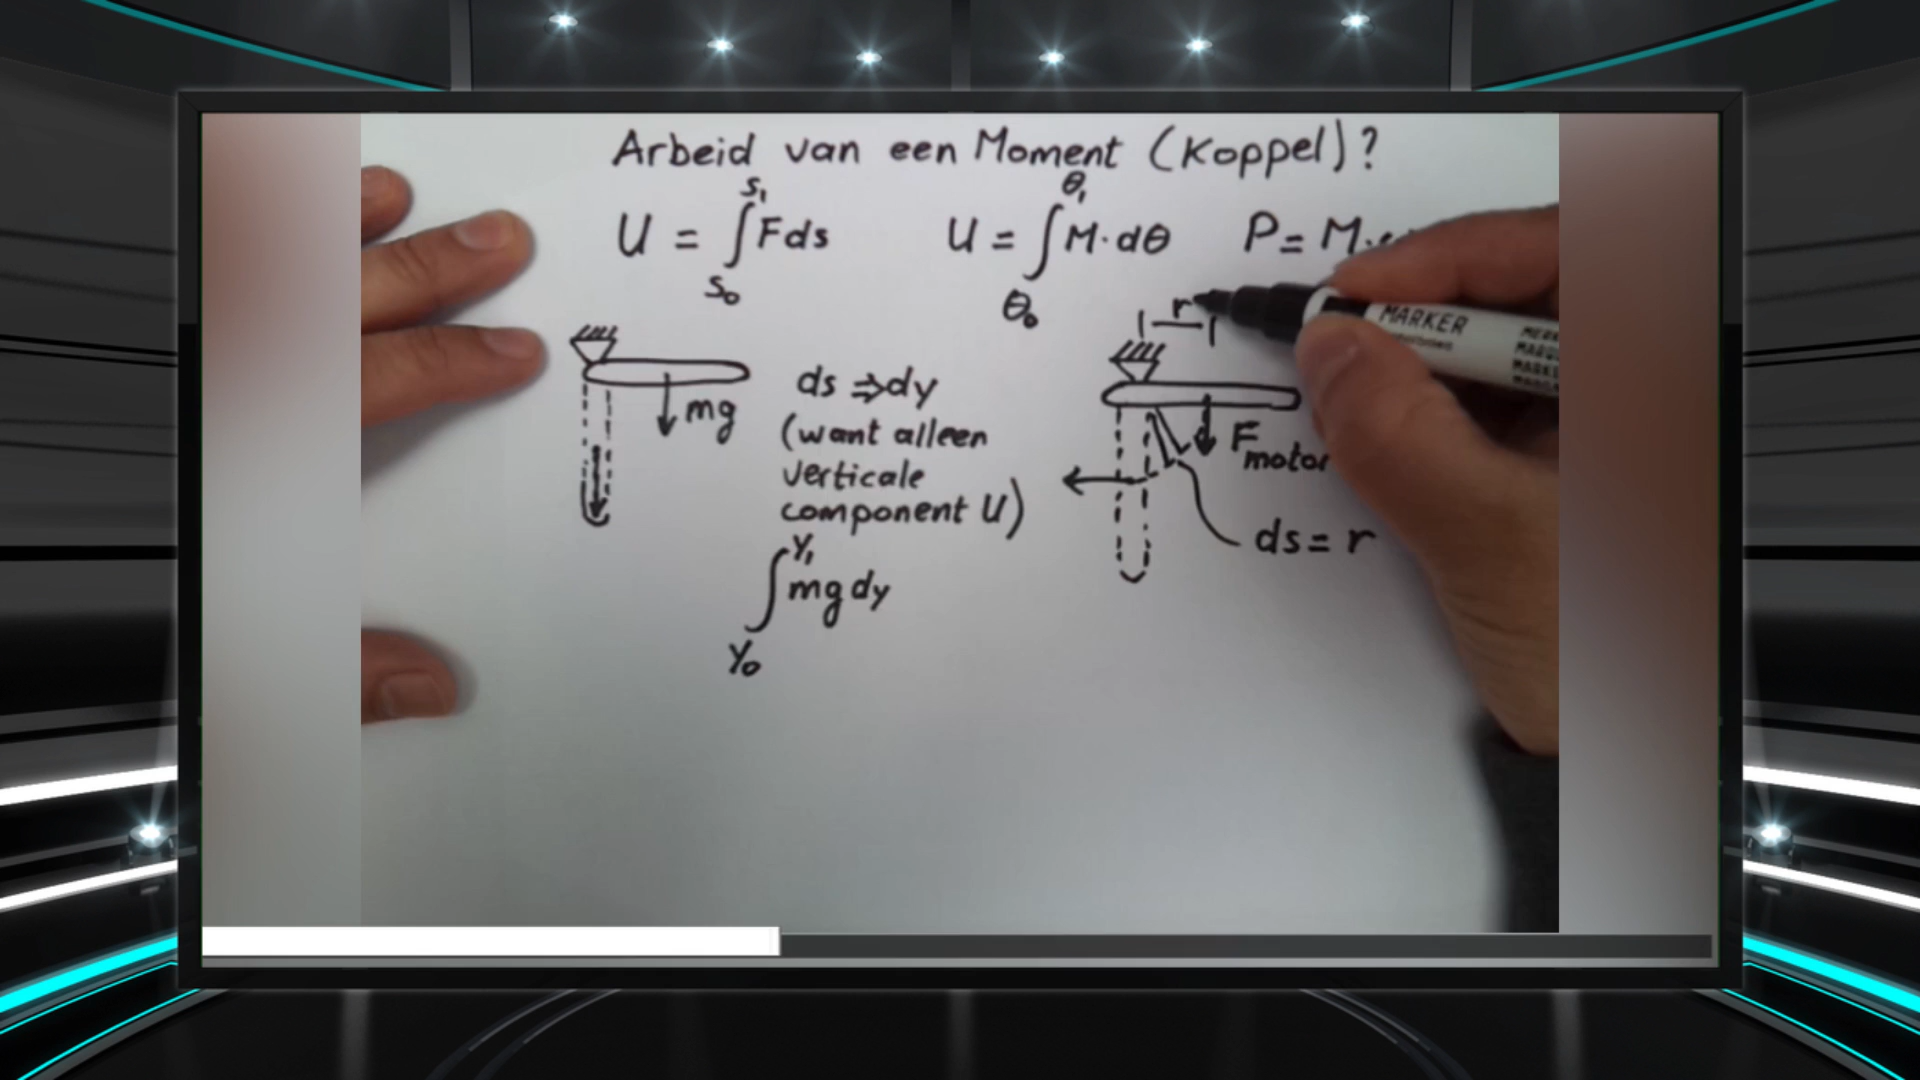 Arbeid van een Moment (Koppel)?
U = ∫ F ds
s₁
s₀
U = ∫ M·dθ
θ₁
θ₀
P = M·
mg
ds ⇒ dy
(want alleen
verticale
component U)
∫ mg dy
y₁
y₀
r
F motor
ds = r
MARKER